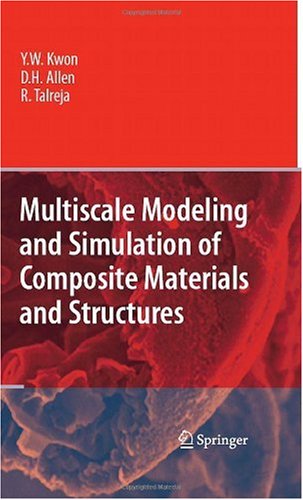 Y.W. Kwon
D.H. Allen
R. Talreja
Multiscale Modeling
and Simulation of
Composite Materials
and Structures
Springer